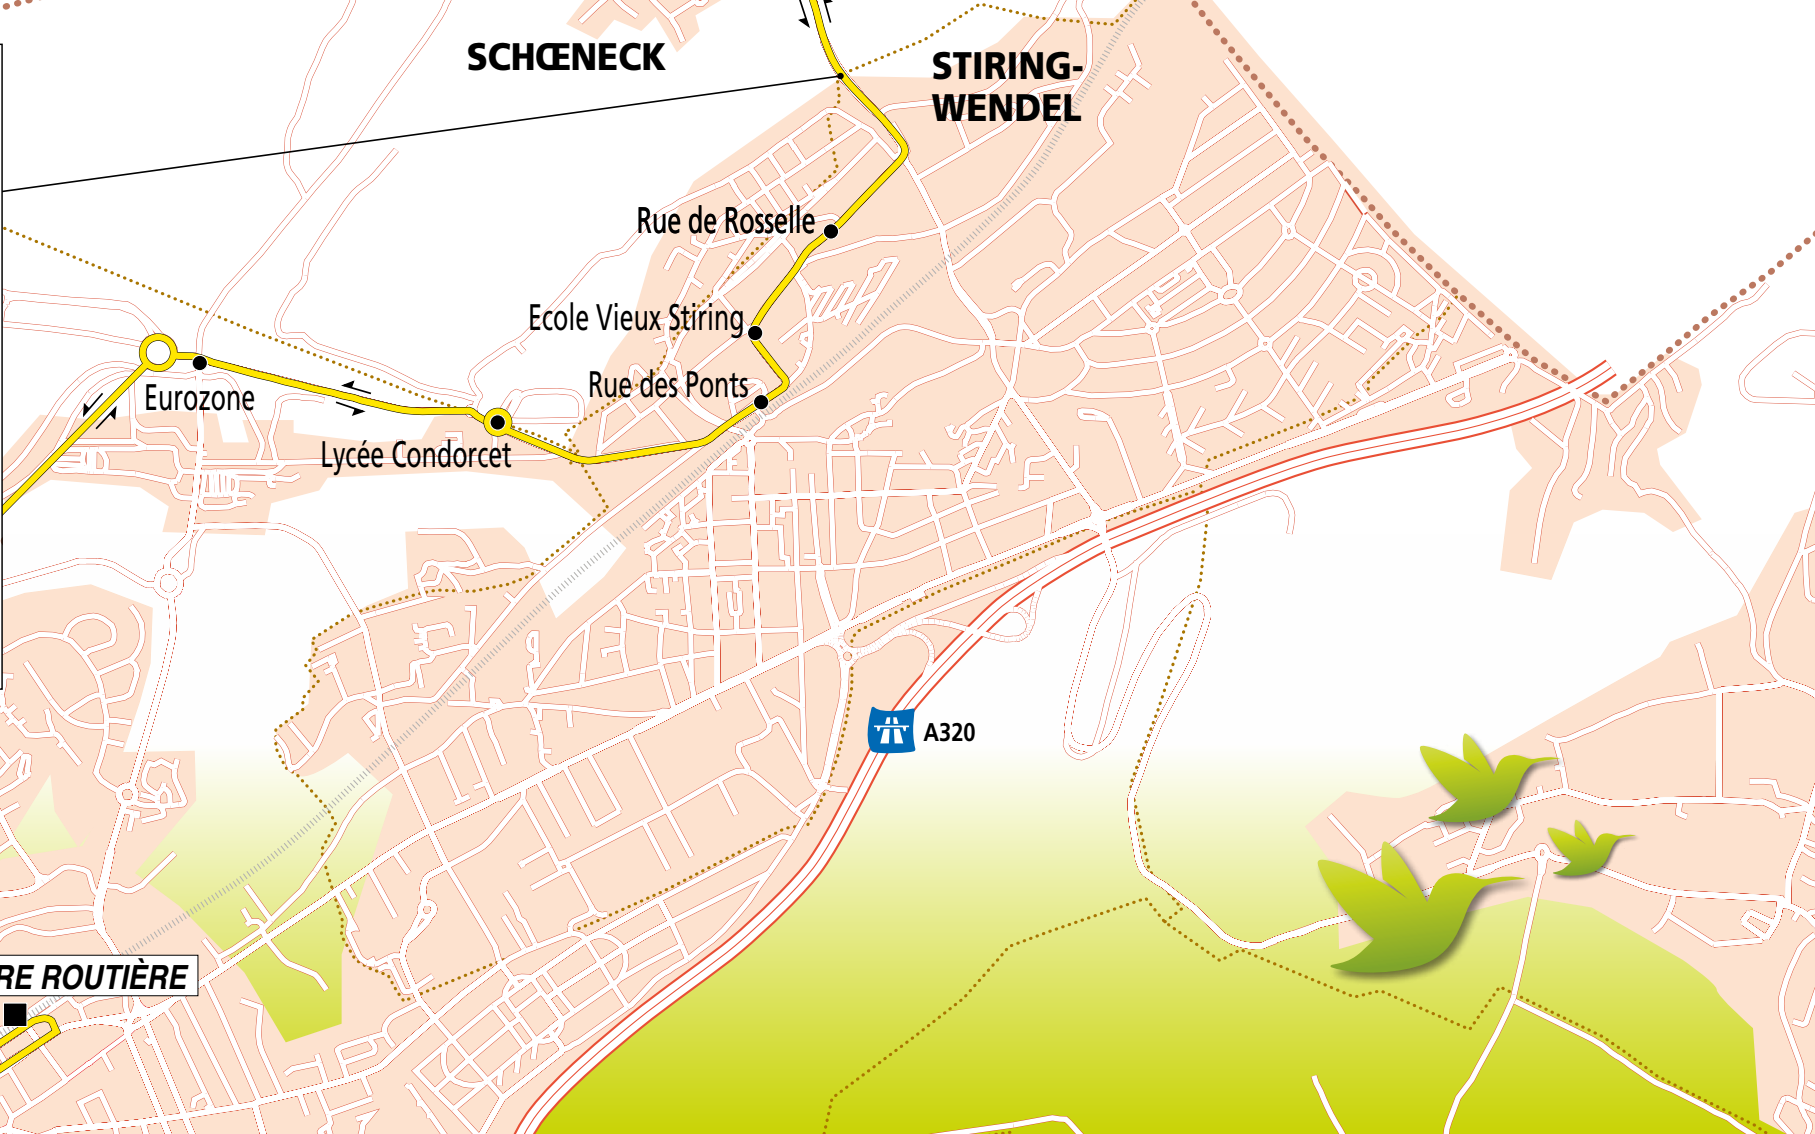 SCHŒNECK
STIRING-
WENDEL
Rue de Rosselle
Ecole Vieux Stiring
Rue des Ponts
Eurozone
Lycée Condorcet
A320
RE ROUTIÈRE